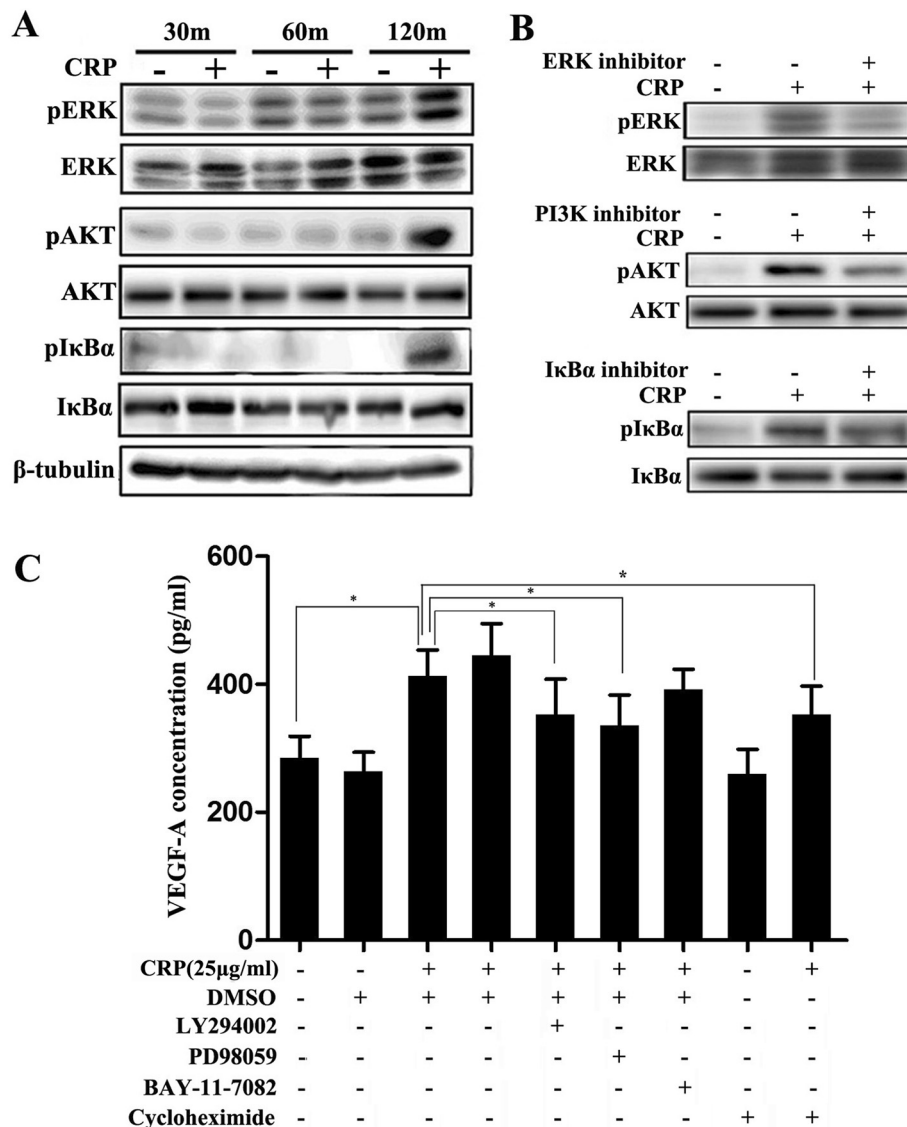 A
30m 60m 120m
CRP - + - + - +
pERK
ERK
pAKT
AKT
pIκBα
IκBα
β-tubulin
B
ERK inhibitor - - +
CRP - + +
pERK
ERK
PI3K inhibitor - - +
CRP - + +
pAKT
AKT
IκBα inhibitor - - +
CRP - + +
pIκBα
IκBα
C
VEGF-A concentration (pg/ml)
600
400
200
0
* * * *
CRP(25μg/ml) - - + + + + + - +
DMSO - + + + + + + - -
LY294002 - - - - + - - - -
PD98059 - - - - - + - - -
BAY-11-7082 - - - - - - + - -
Cycloheximide - - - - - - - + +